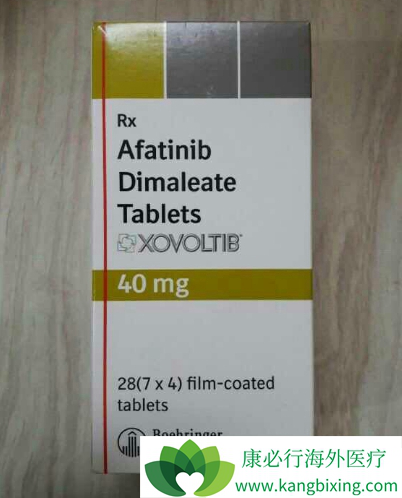 Rx
Afatinib
Dimaleate
Tablets
XOVOLTIB
40 mg
28(7 x 4) film-coated
tablets
Boehringer
康必行海外医疗
www.kangbixing.com